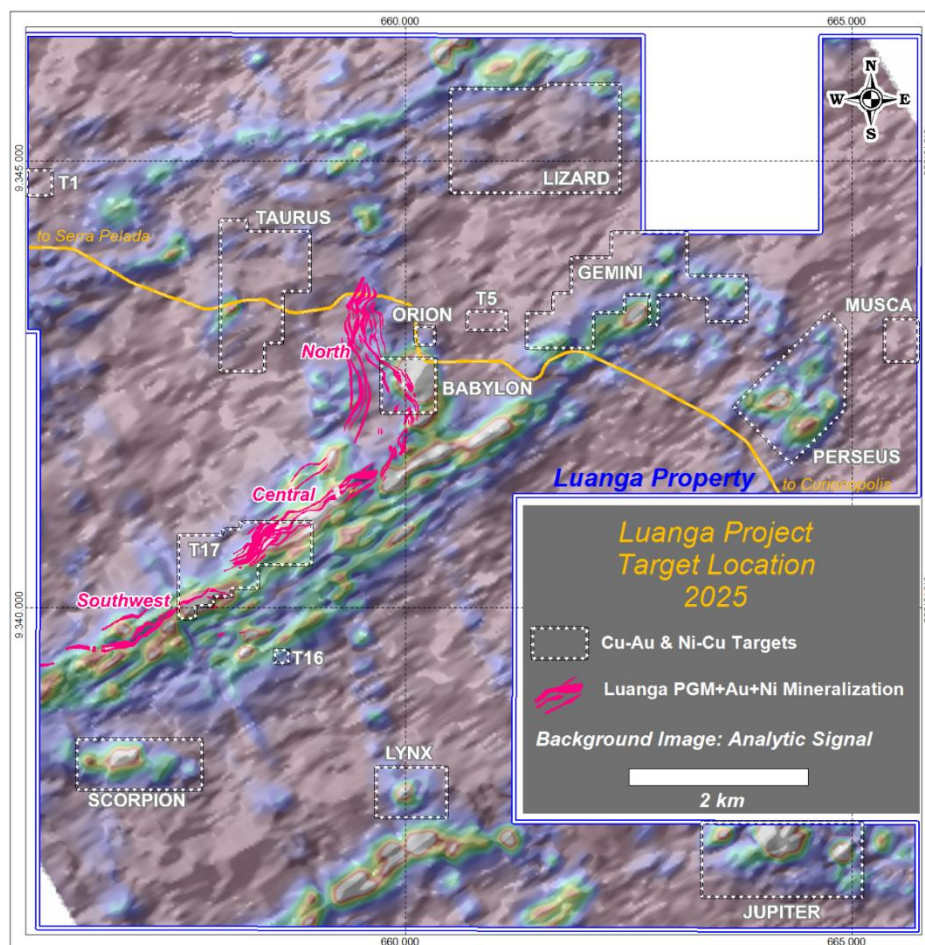 660.000
665.000
N
W
E
S
9.345.000
T1
LIZARD
TAURUS
to Serra Pelada
GEMINI
T5
MUSCA
ORION
North
BABYLON
PERSEUS
Luanga Property
to Curionopolis
Central
T17
Southwest
9.340.000
T16
Luanga Project
Target Location
2025
Cu-Au & Ni-Cu Targets
Luanga PGM+Au+Ni Mineralization
Background Image: Analytic Signal
2 km
LYNX
SCORPION
JUPITER
660.000
665.000